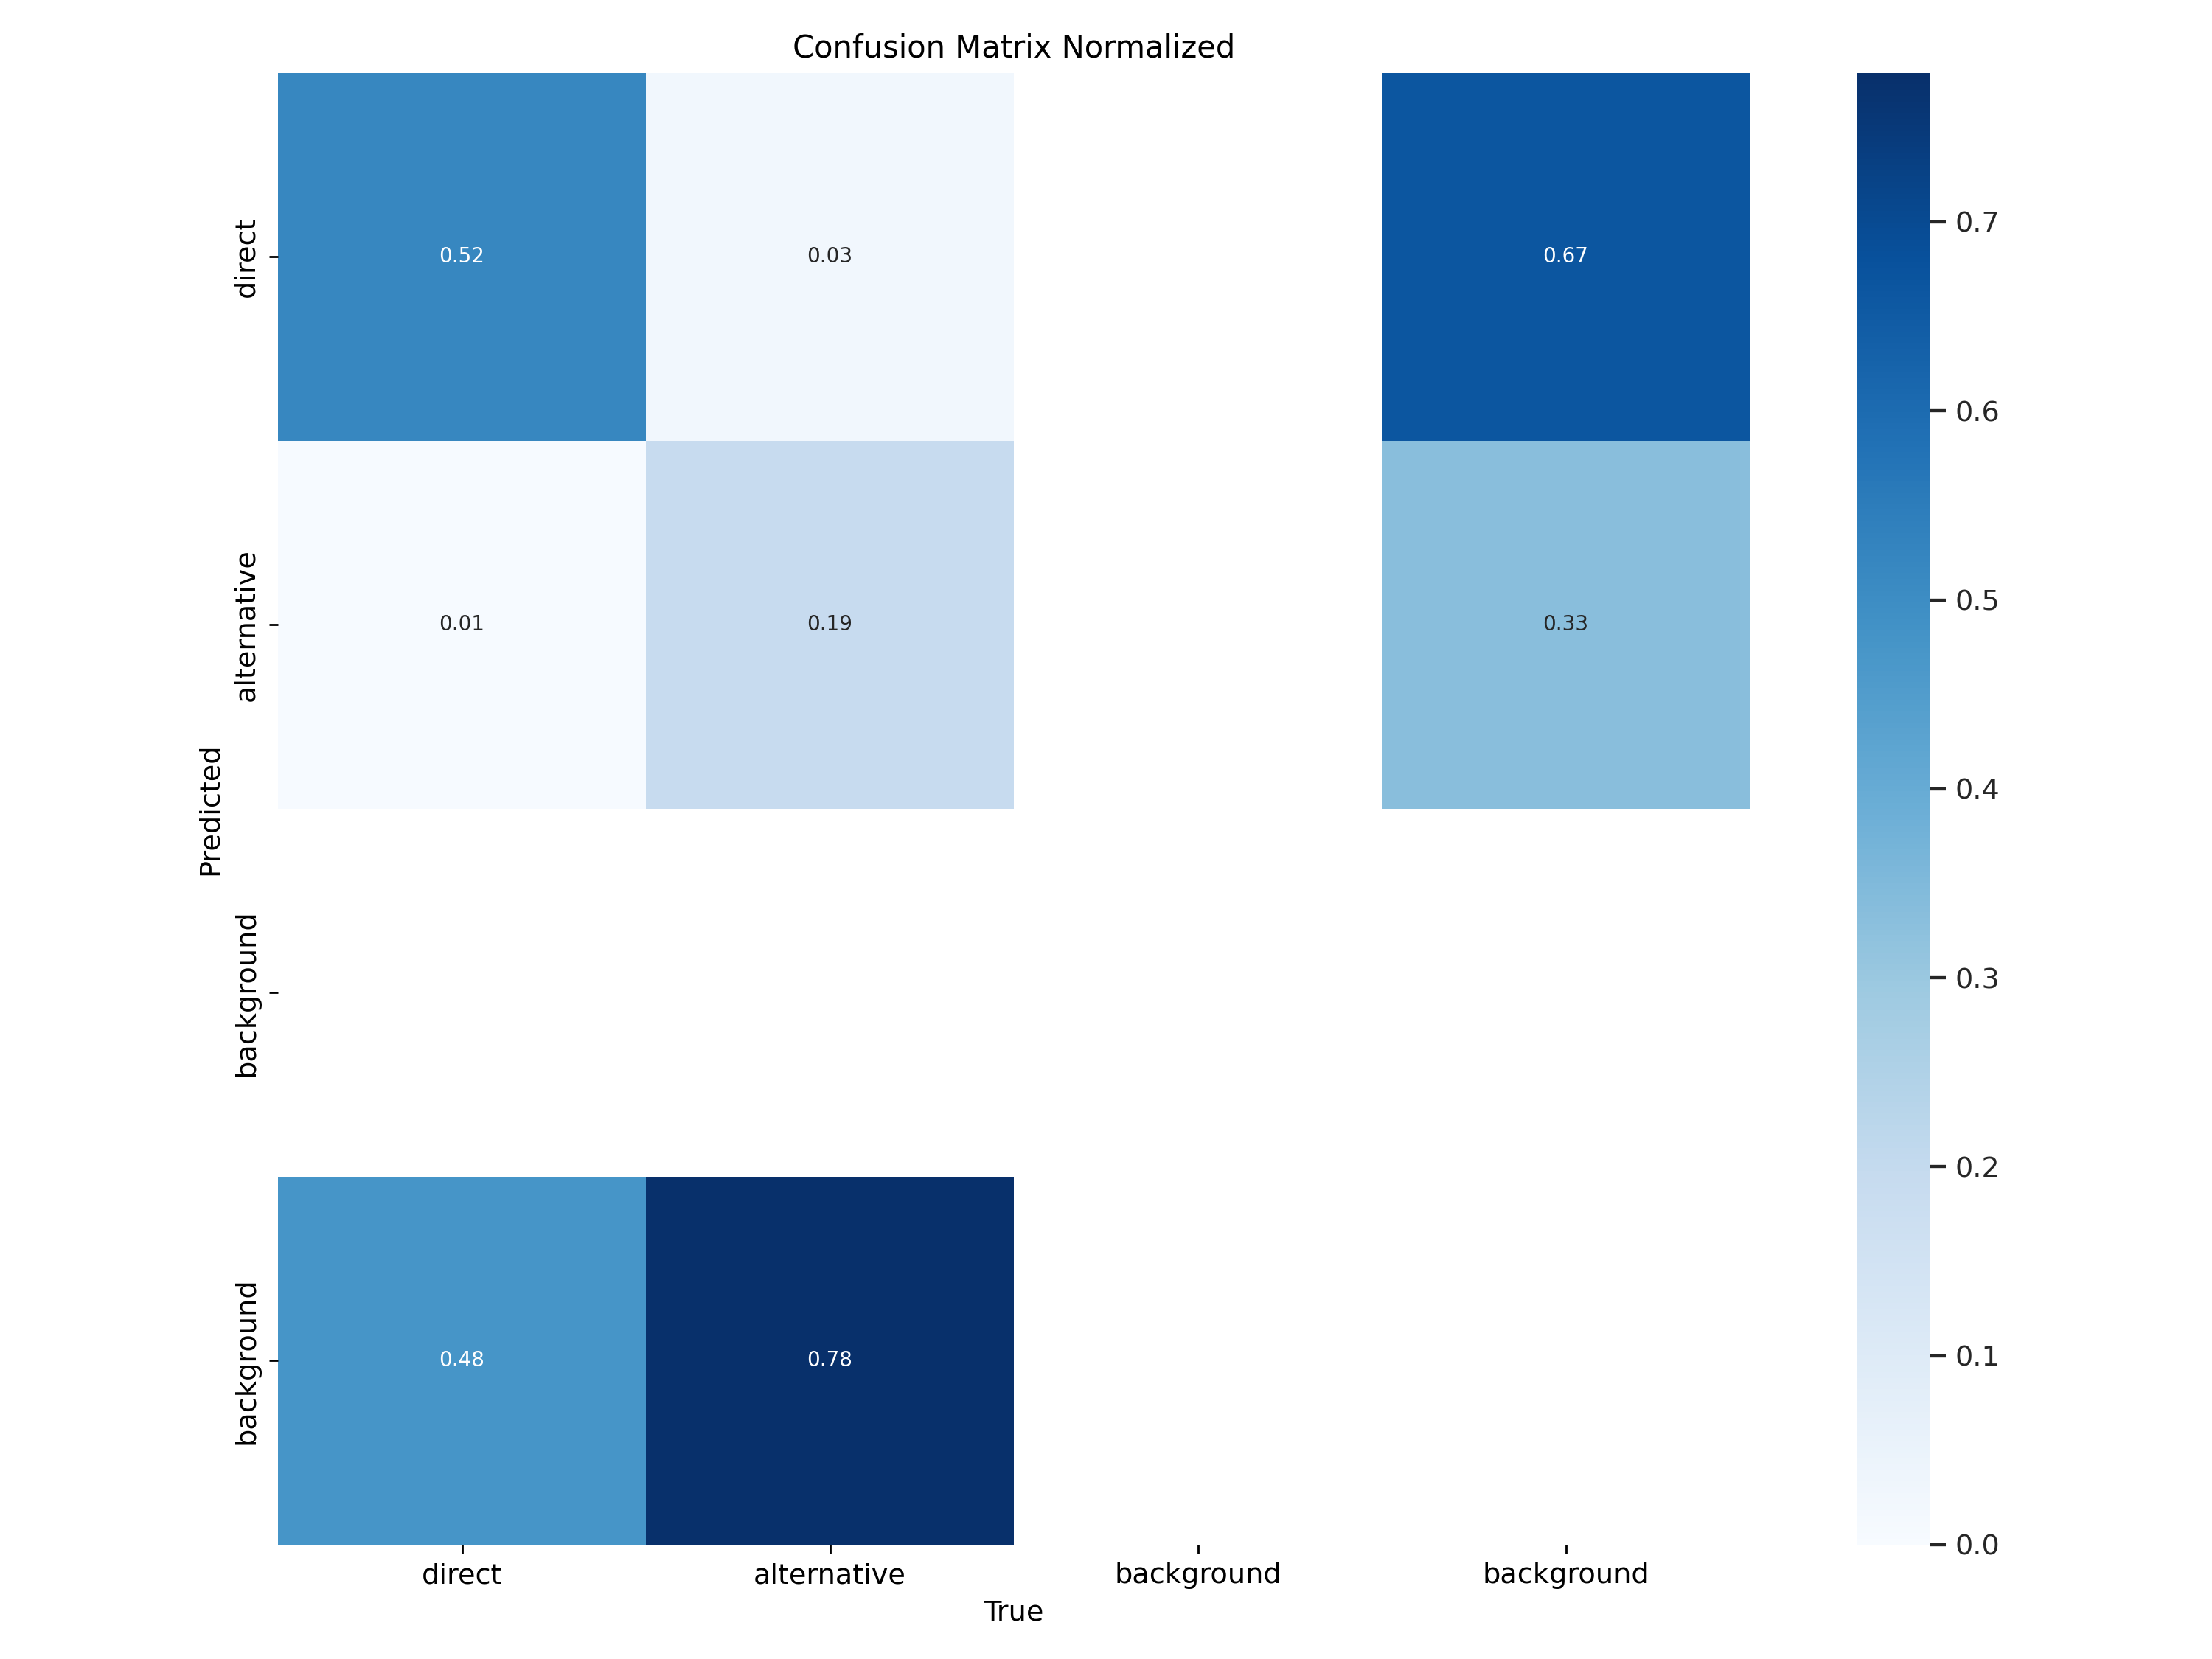 Confusion Matrix Normalized
direct
0.52
0.03
0.67
alternative
0.01
0.19
0.33
Predicted
background
background
0.48
0.78
direct
alternative
background
background
True
0.7
0.6
0.5
0.4
0.3
0.2
0.1
0.0